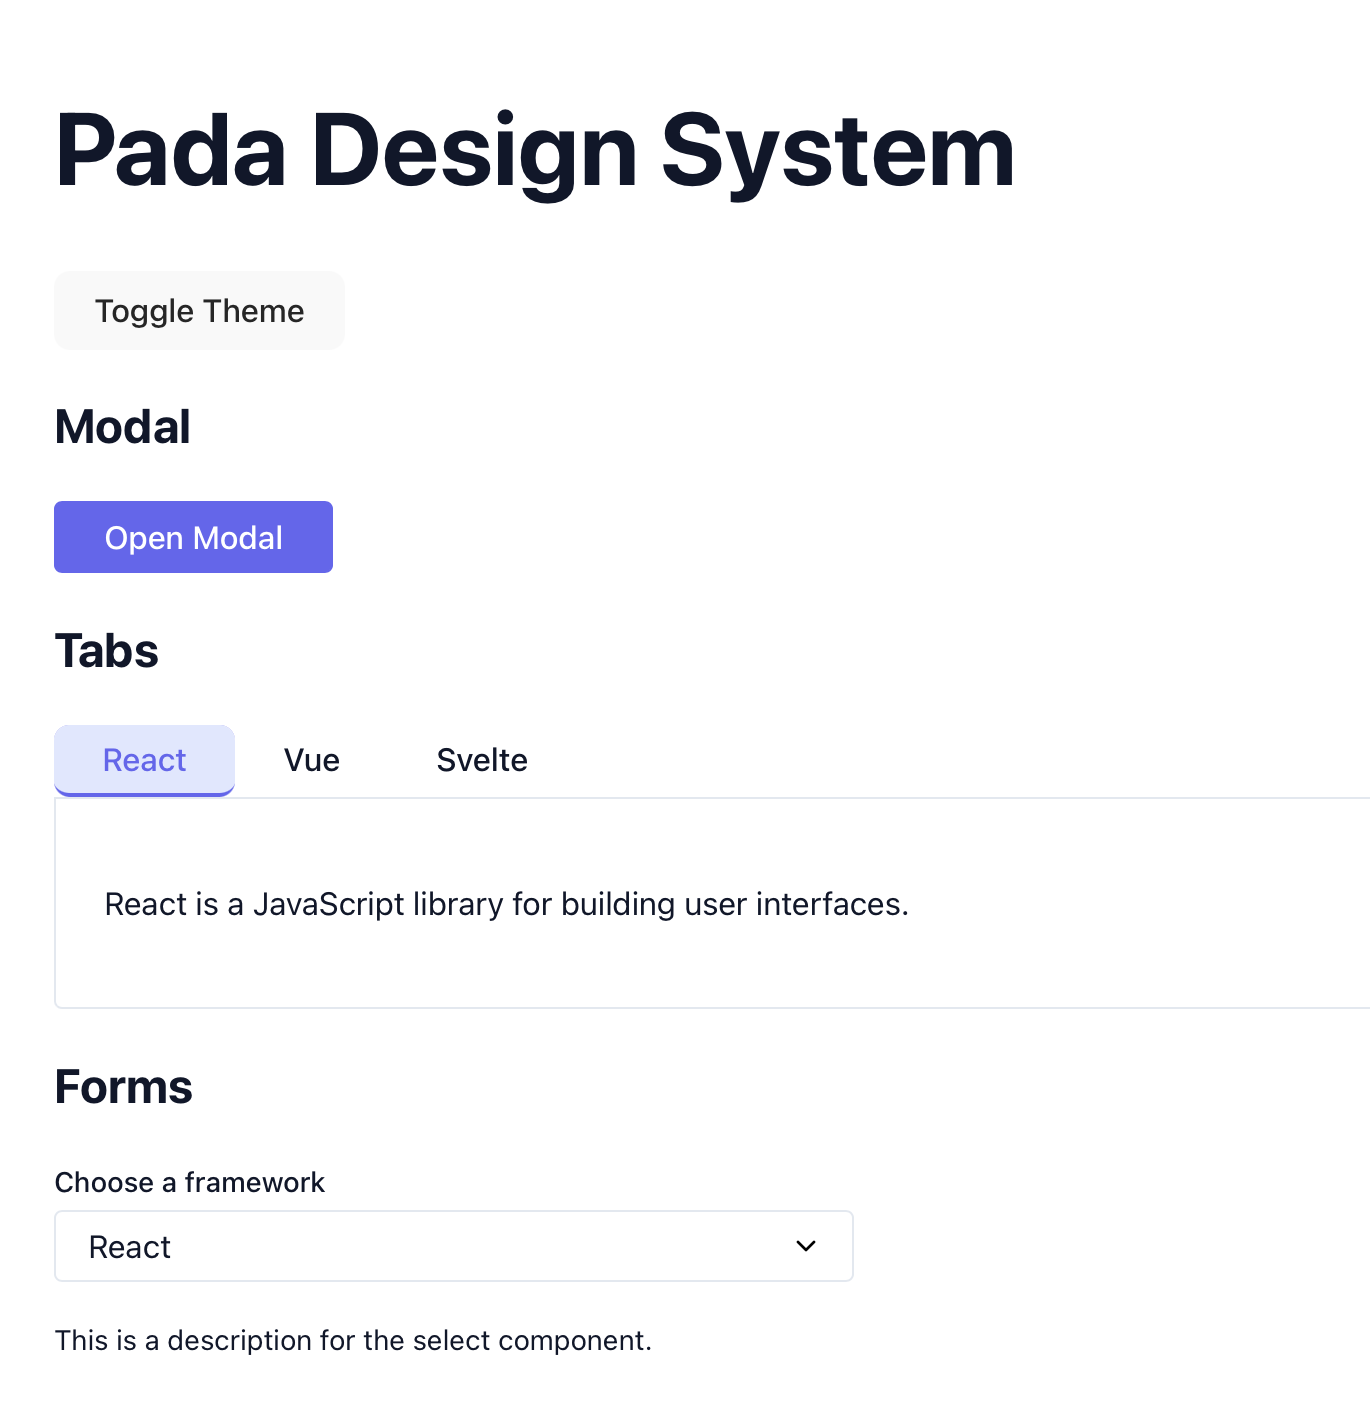 Pada Design System
Toggle Theme
Modal
Open Modal
Tabs
React Vue Svelte
React is a JavaScript library for building user interfaces.
Forms
Choose a framework
React
This is a description for the select component.